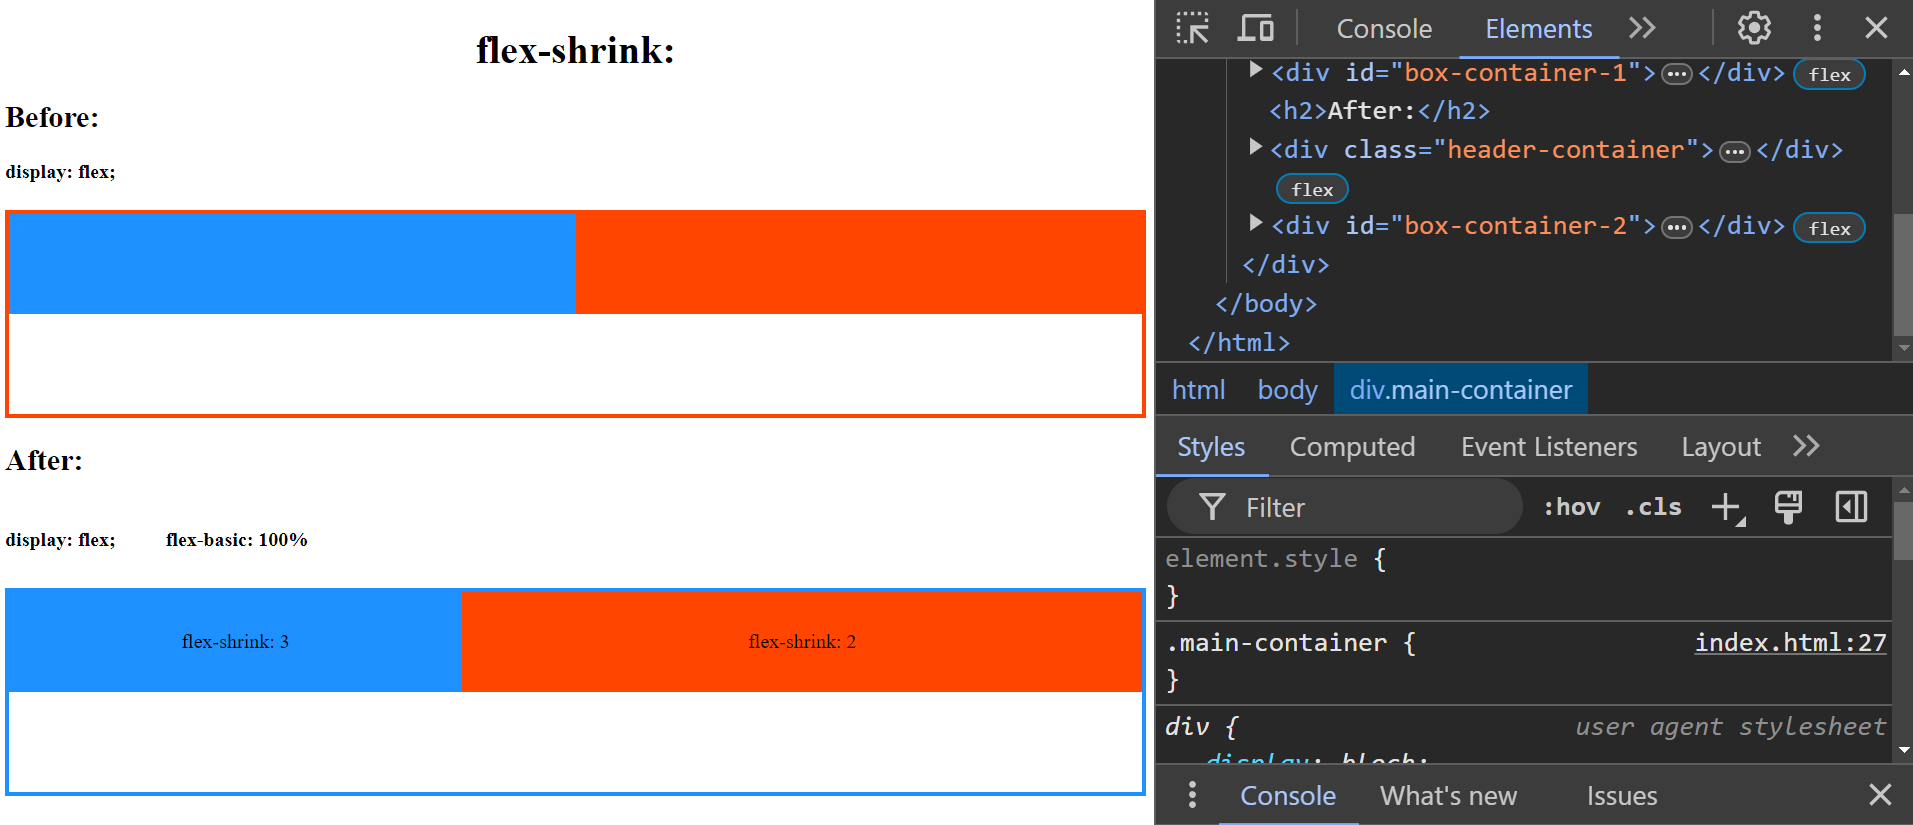 flex-shrink:
Before:
display: flex;
After:
display: flex; flex-basic: 100%
flex-shrink: 3 flex-shrink: 2
Console Elements
<div id="box-container-1"> </div> flex
<h2>After:</h2>
<div class="header-container"> </div>
flex
<div id="box-container-2"> </div> flex
</div>
</body>
</html>
html body div.main-container
Styles Computed Event Listeners Layout
Filter :hov .cls
element.style {
}
.main-container { index.html:27
}
div { user agent stylesheet
display: block;
Console What's new Issues